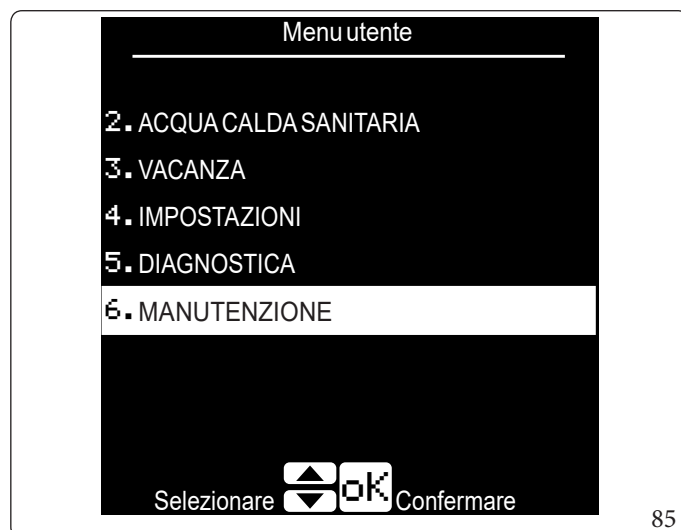 Menu utente
2. ACQUA CALDA SANITARIA
3. VACANZA
4. IMPOSTAZIONI
5. DIAGNOSTICA
6. MANUTENZIONE
Selezionare oK Confermare
85